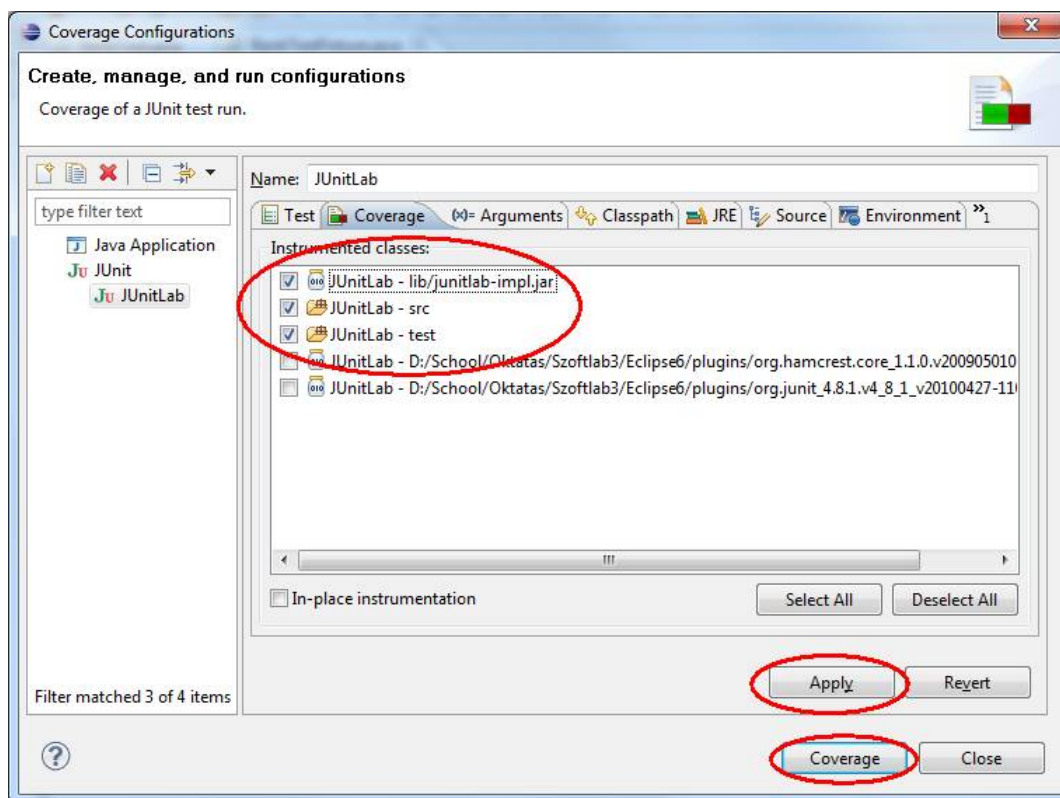 Coverage Configurations
Create, manage, and run configurations
Coverage of a JUnit test run.
type filter text
Java Application
JUnit
JUnitLab
Filter matched 3 of 4 items
Name: JUnitLab
Test Coverage (x)= Arguments Classpath JRE Source Environment »1
Instrumented classes:
JUnitLab - lib/junitlab-impl.jar
JUnitLab - src
JUnitLab - test
JUnitLab - D:/School/Oktatas/Szoftlab3/Eclipse6/plugins/org.hamcrest.core_1.1.0.v200905010
JUnitLab - D:/School/Oktatas/Szoftlab3/Eclipse6/plugins/org.junit_4.8.1.v4_8_1_v20100427-110
In-place instrumentation
Select All Deselect All
Apply Revert
Coverage Close